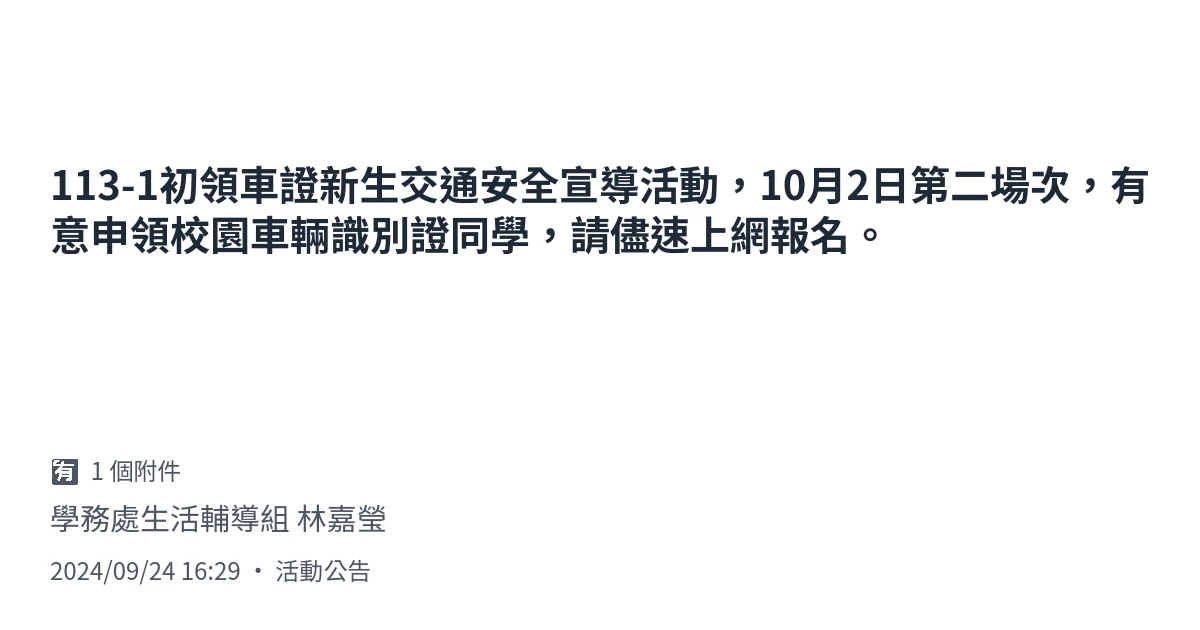 113-1初領車證新生交通安全宣導活動，10月2日第二場次，有
意申領校園車輛識別證同學，請儘速上網報名。
有 1 個附件
學務處生活輔導組 林嘉瑩
2024/09/24 16:29 • 活動公告